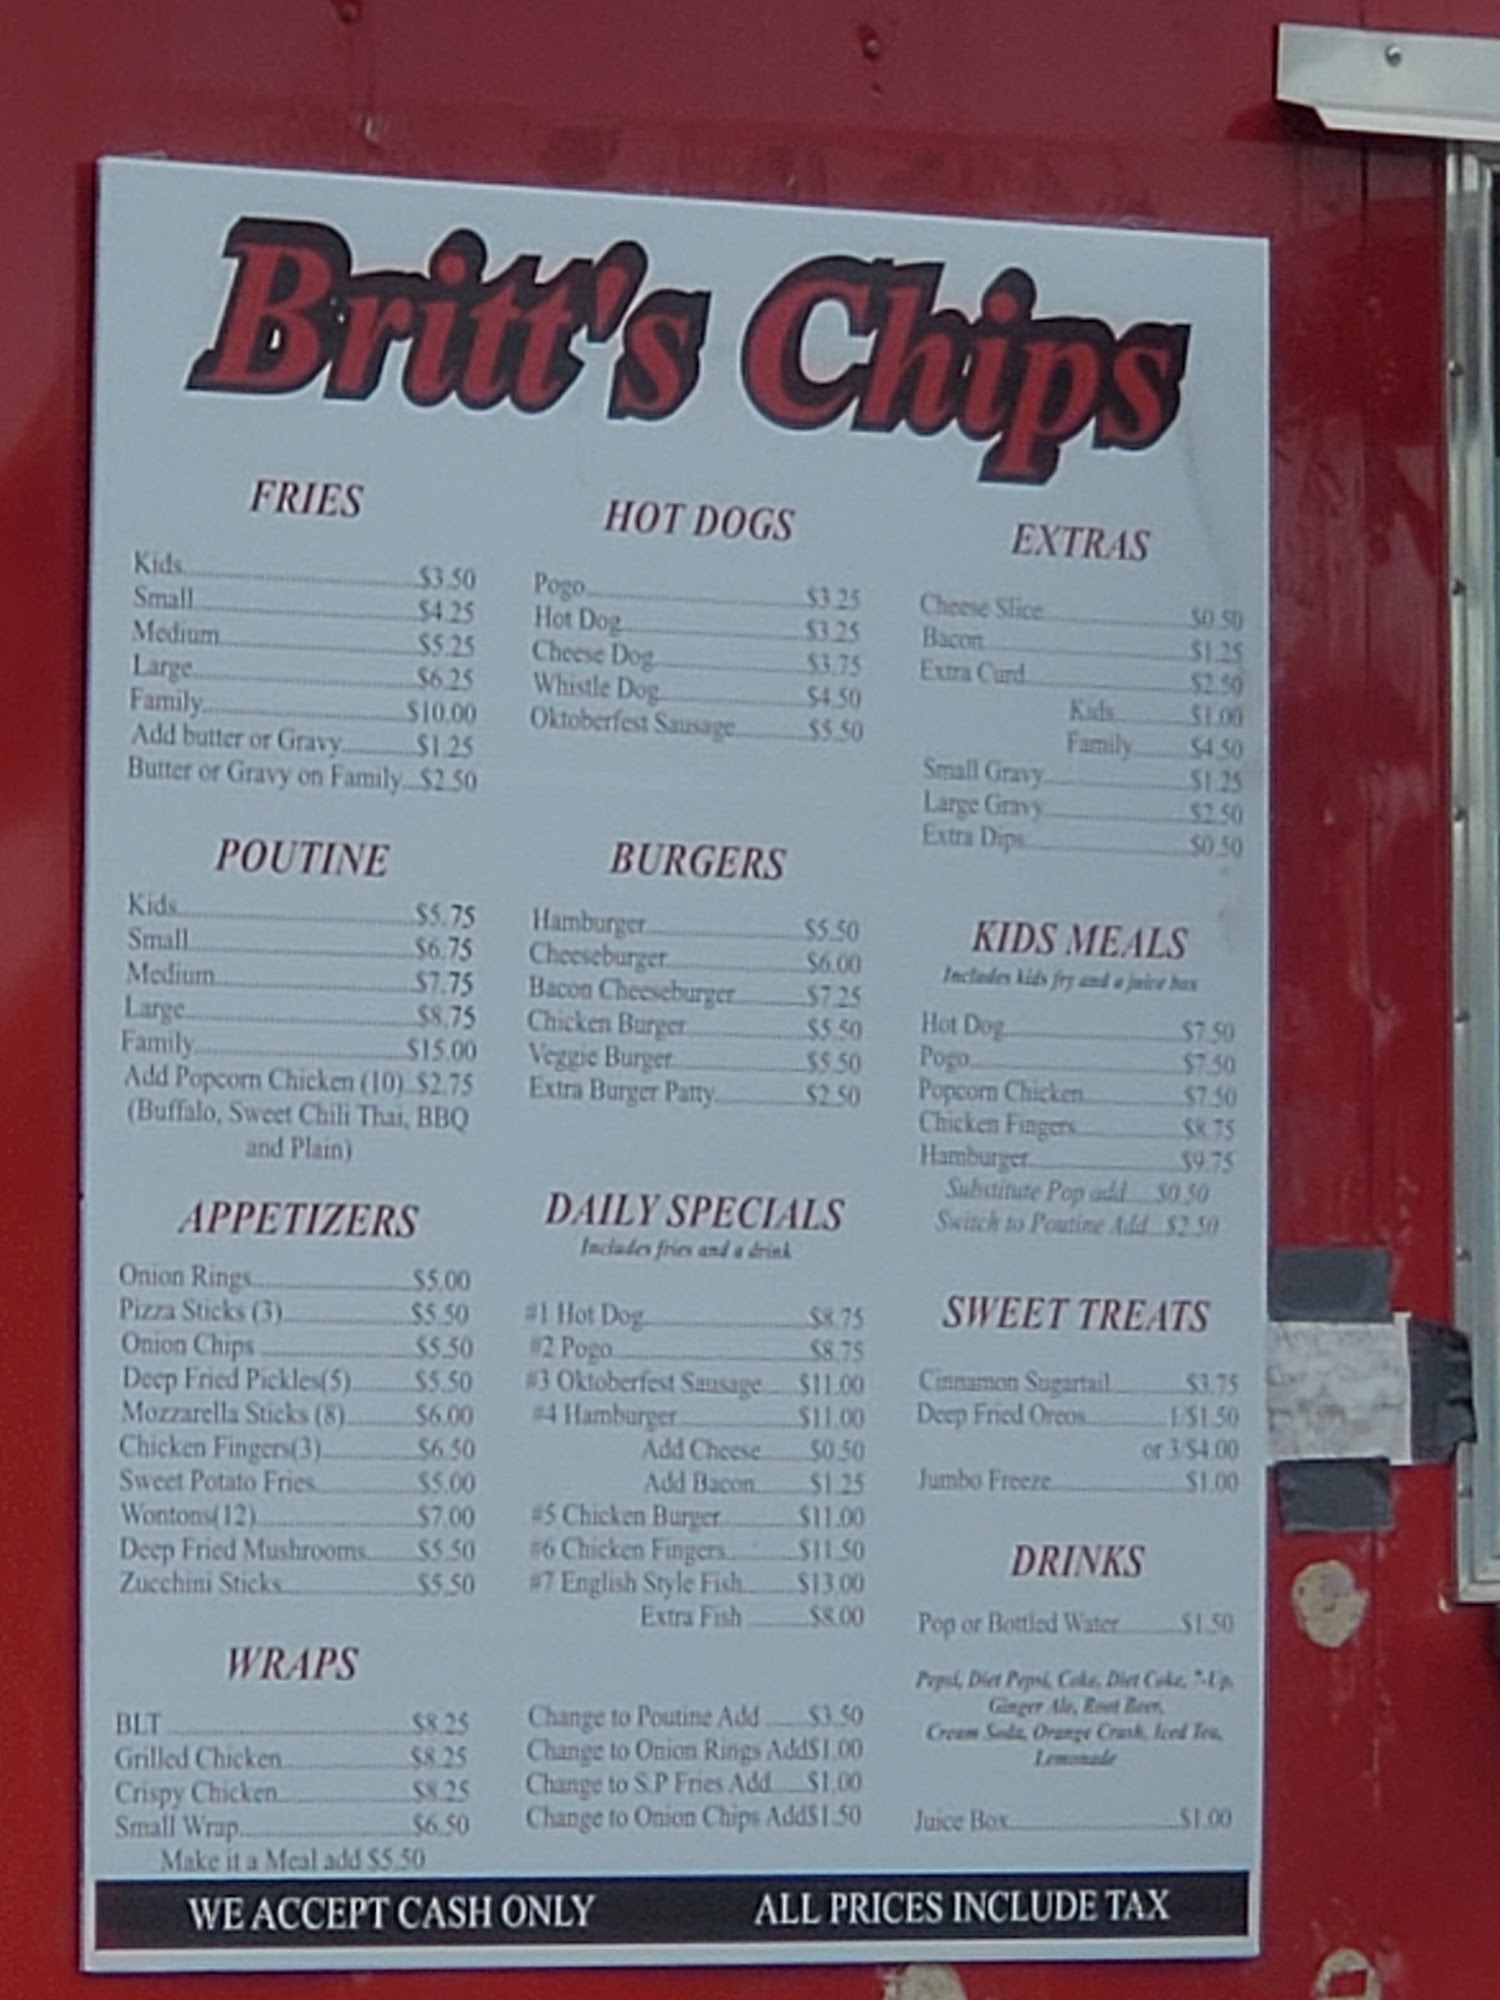 Britt's Chips
FRIES
Kids $3.50
Small $4.25
Medium $5.25
Large $6.25
Family $10.00
Add butter or Gravy $1.25
Butter or Gravy on Family $2.50
POUTINE
Kids $5.75
Small $6.75
Medium $7.75
Large $8.75
Family $15.00
Add Popcorn Chicken (10) $2.75
(Buffalo, Sweet Chili Thai, BBQ
and Plain)
APPETIZERS
Onion Rings $5.00
Pizza Sticks (3) $5.50
Onion Chips $5.50
Deep Fried Pickles(5) $5.50
Mozzarella Sticks (8) $6.00
Chicken Fingers(3) $6.50
Sweet Potato Fries $5.00
Wontons(12) $7.00
Deep Fried Mushrooms $5.50
Zucchini Sticks $5.50
WRAPS
BLT $8.25
Grilled Chicken $8.25
Crispy Chicken $8.25
Small Wrap $6.50
Make it a Meal add $5.50
HOT DOGS
Pogo $3.25
Hot Dog $3.25
Cheese Dog $3.75
Whistle Dog $4.50
Oktoberfest Sausage $5.50
BURGERS
Hamburger $5.50
Cheeseburger $6.00
Bacon Cheeseburger $7.25
Chicken Burger $5.50
Veggie Burger $5.50
Extra Burger Patty $2.50
DAILY SPECIALS
Includes fries and a drink
#1 Hot Dog $8.75
#2 Pogo $8.75
#3 Oktoberfest Sausage $11.00
#4 Hamburger $11.00
Add Cheese $0.50
Add Bacon $1.25
#5 Chicken Burger $11.00
#6 Chicken Fingers $11.50
#7 English Style Fish $13.00
Extra Fish $8.00
Change to Poutine Add $3.50
Change to Onion Rings Add$1.00
Change to S.P Fries Add $1.00
Change to Onion Chips Add$1.50
EXTRAS
Cheese Slice $0.50
Bacon $1.25
Extra Curd $2.50
Kids $1.00
Family $4.50
Small Gravy $1.25
Large Gravy $2.50
Extra Dips $0.50
KIDS MEALS
Includes kids fry and a juice box
Hot Dog $7.50
Pogo $7.50
Popcorn Chicken $7.50
Chicken Fingers $8.75
Hamburger $9.75
Substitute Pop add $0.50
Switch to Poutine Add $2.50
SWEET TREATS
Cinnamon Sugartail $3.75
Deep Fried Oreos 1/$1.50
or 3/$4.00
Jumbo Freeze $1.00
DRINKS
Pop or Bottled Water $1.50
Pepsi, Diet Pepsi, Coke, Diet Coke, 7-Up,
Ginger Ale, Root Beer,
Cream Soda, Orange Crush, Iced Tea,
Lemonade
Juice Box $1.00
WE ACCEPT CASH ONLY
ALL PRICES INCLUDE TAX